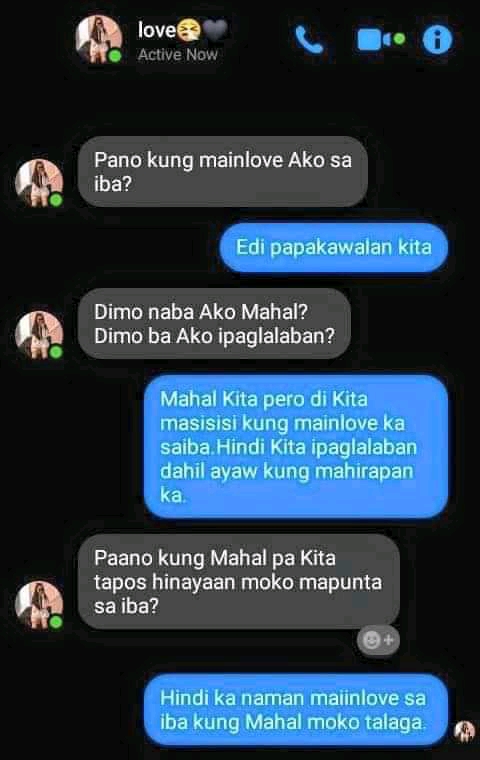 love😤🖤
Active Now
Pano kung mainlove Ako sa
iba?
Edi papakawalan kita
Dimo naba Ako Mahal?
Dimo ba Ako ipaglalaban?
Mahal Kita pero di Kita
masisisi kung mainlove ka
saiba.Hindi Kita ipaglalaban
dahil ayaw kung mahirapan
ka.
Paano kung Mahal pa Kita
tapos hinayaan moko mapunta
sa iba?
Hindi ka naman maiinlove sa
iba kung Mahal moko talaga.